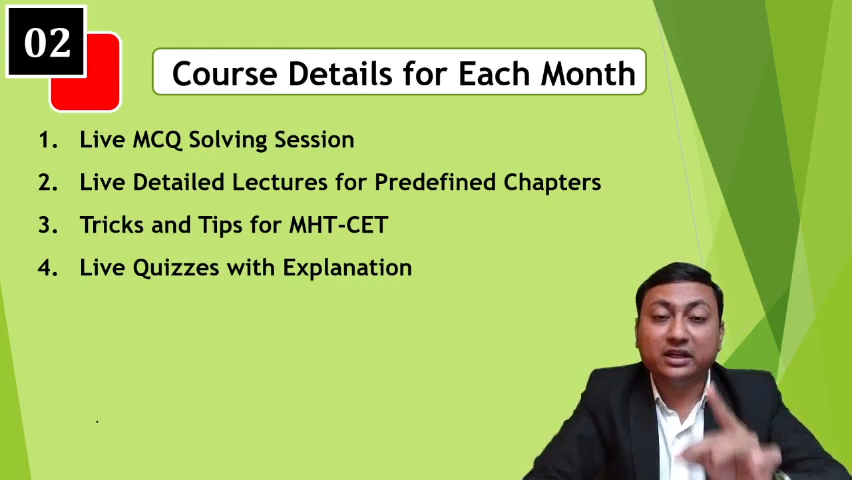 02
Course Details for Each Month
1. Live MCQ Solving Session
2. Live Detailed Lectures for Predefined Chapters
3. Tricks and Tips for MHT-CET
4. Live Quizzes with Explanation